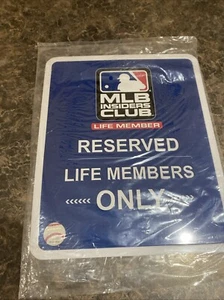 MLB
INSIDERS
CLUB
LIFE MEMBER
RESERVED
LIFE MEMBERS
‹‹‹‹‹‹ ONLY